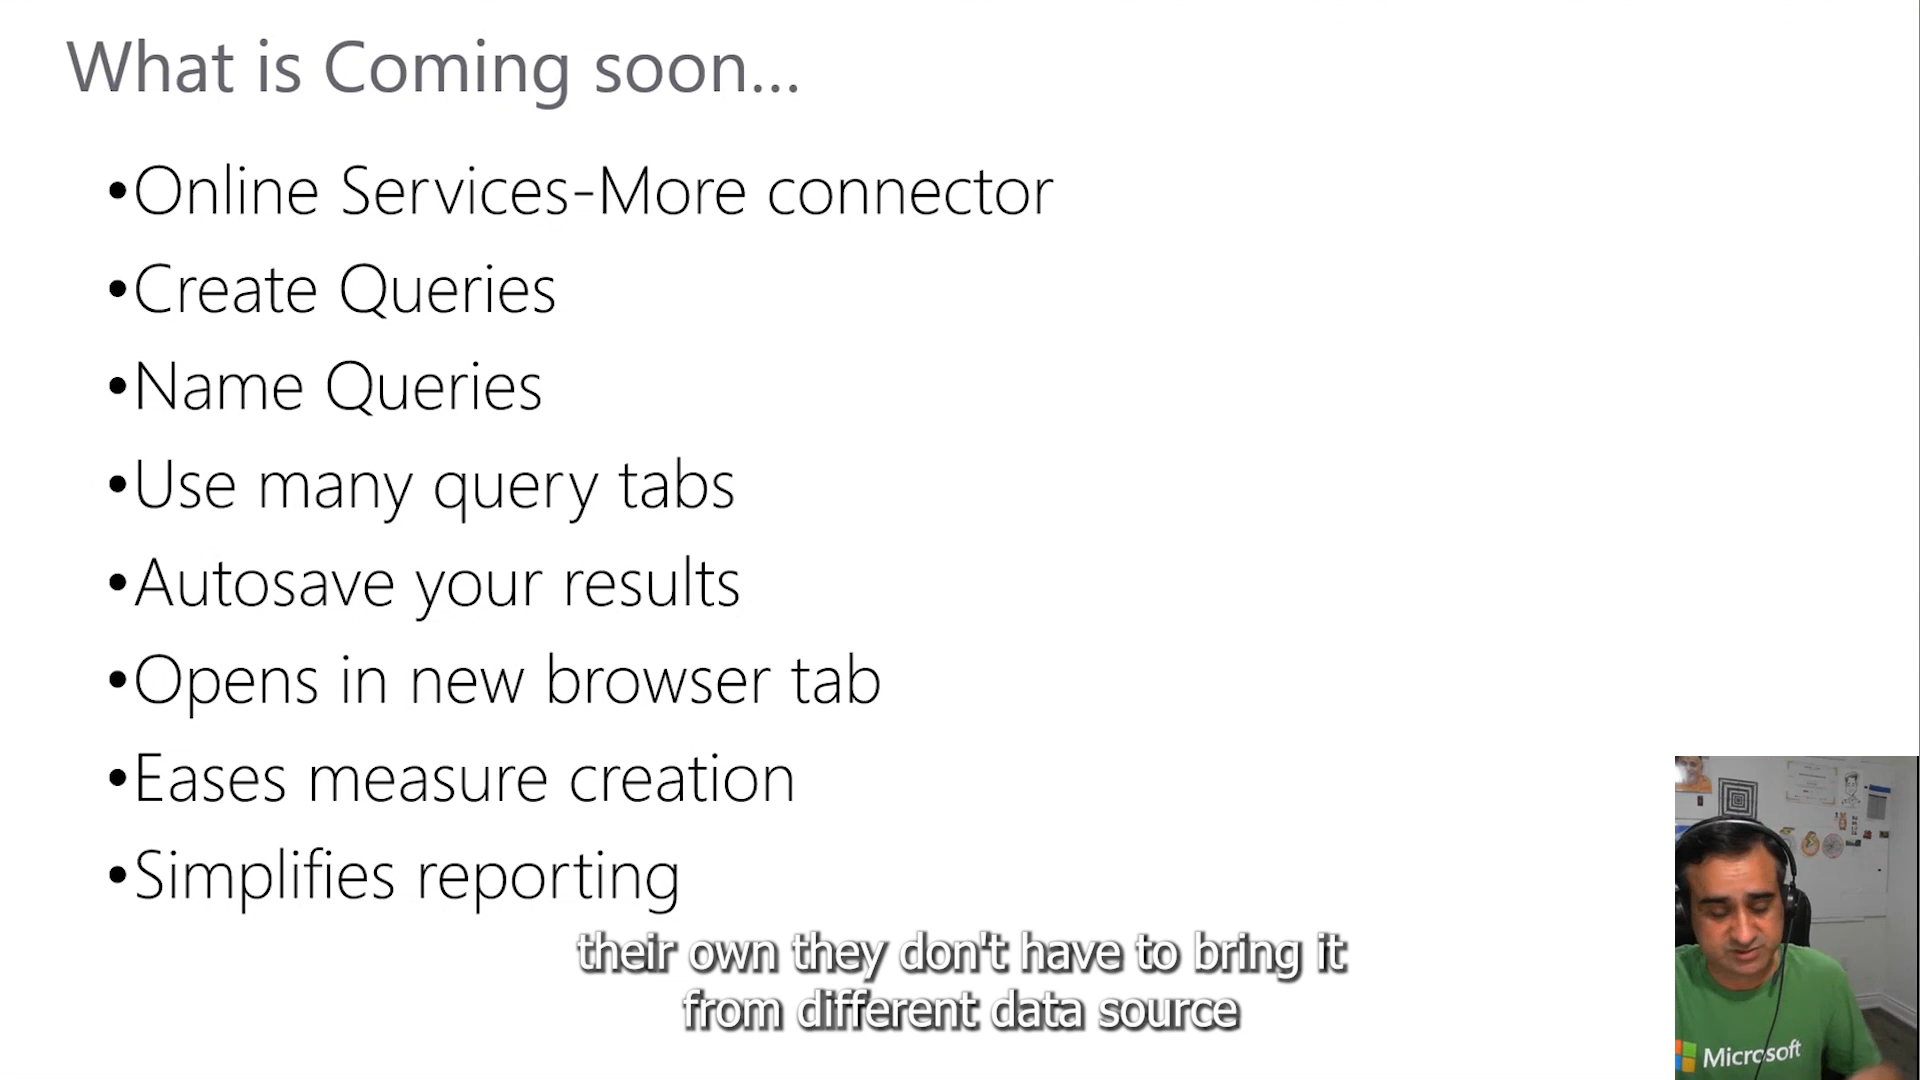 What is Coming soon...
•Online Services-More connector
•Create Queries
•Name Queries
•Use many query tabs
•Autosave your results
•Opens in new browser tab
•Eases measure creation
•Simplifies reporting
their own they don't have to bring it
from different data source
Microsoft